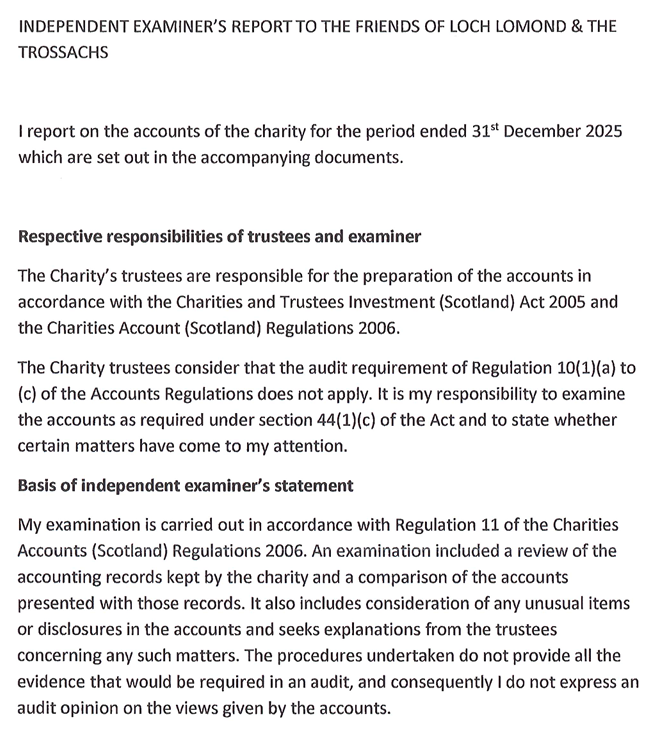 INDEPENDENT EXAMINER'S REPORT TO THE FRIENDS OF LOCH LOMOND & THE
TROSSACHS
I report on the accounts of the charity for the period ended 31st December 2025
which are set out in the accompanying documents.
Respective responsibilities of trustees and examiner
The Charity's trustees are responsible for the preparation of the accounts in
accordance with the Charities and Trustees Investment (Scotland) Act 2005 and
the Charities Account (Scotland) Regulations 2006.
The Charity trustees consider that the audit requirement of Regulation 10(1)(a) to
(c) of the Accounts Regulations does not apply. It is my responsibility to examine
the accounts as required under section 44(1)(c) of the Act and to state whether
certain matters have come to my attention.
Basis of independent examiner's statement
My examination is carried out in accordance with Regulation 11 of the Charities
Accounts (Scotland) Regulations 2006. An examination included a review of the
accounting records kept by the charity and a comparison of the accounts
presented with those records. It also includes consideration of any unusual items
or disclosures in the accounts and seeks explanations from the trustees
concerning any such matters. The procedures undertaken do not provide all the
evidence that would be required in an audit, and consequently I do not express an
audit opinion on the views given by the accounts.